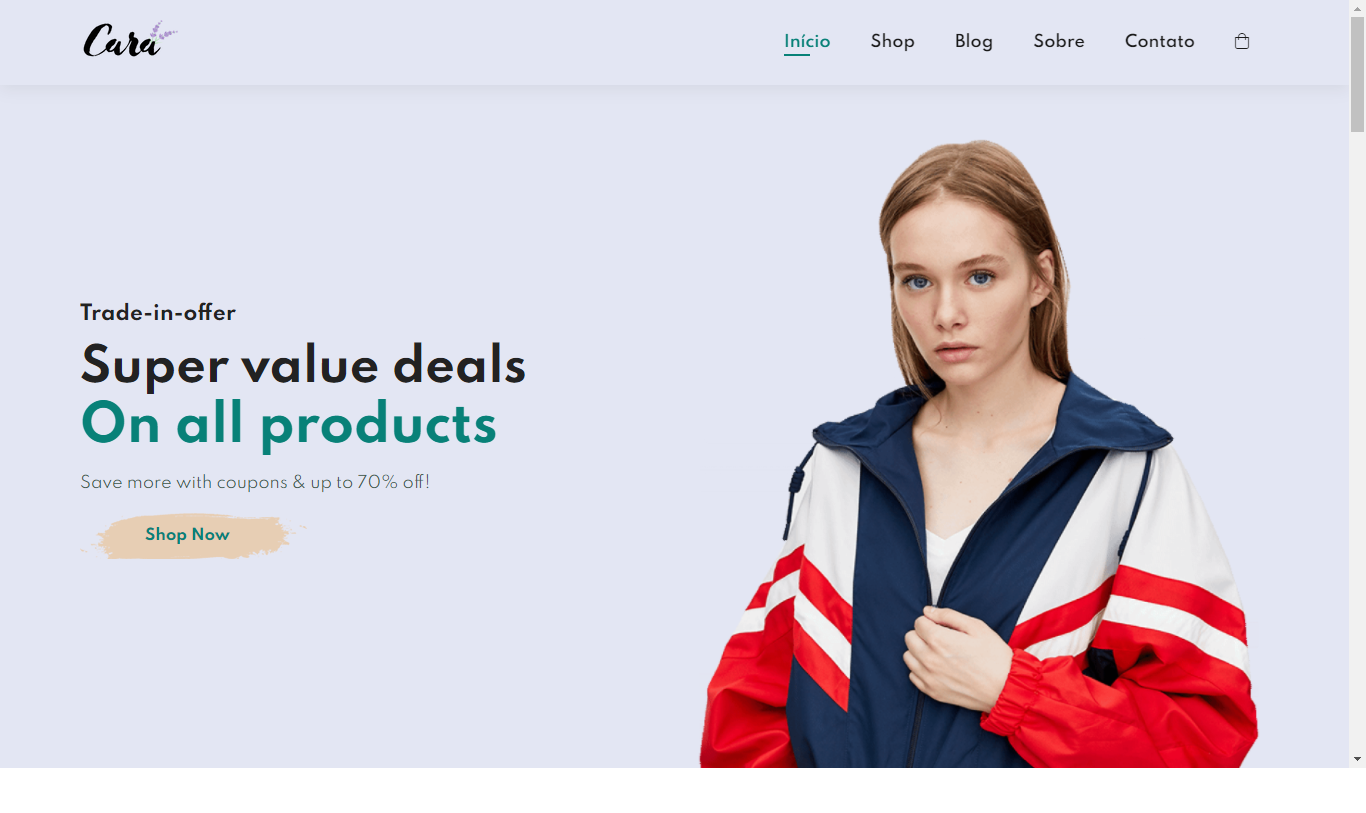 Cara
Início Shop Blog Sobre Contato
Trade-in-offer
Super value deals
On all products
Save more with coupons & up to 70% off!
Shop Now